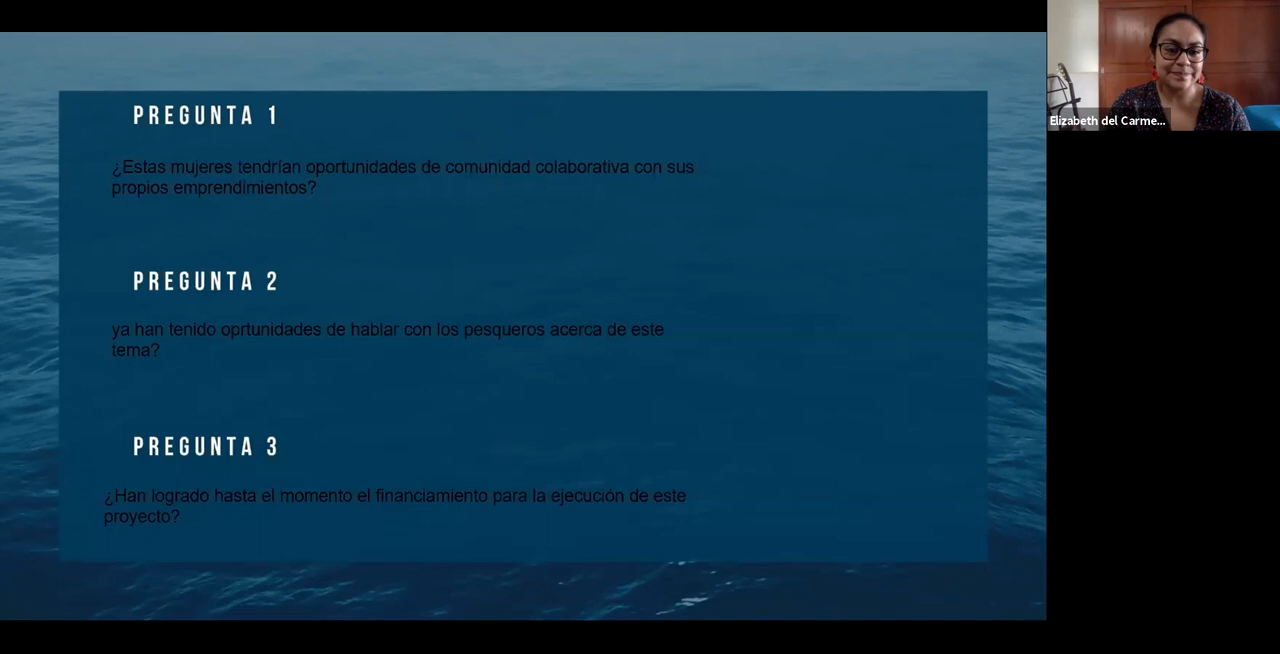 PREGUNTA 1
¿Estas mujeres tendrían oportunidades de comunidad colaborativa con sus
propios emprendimientos?
PREGUNTA 2
ya han tenido oprtunidades de hablar con los pesqueros acerca de este
tema?
PREGUNTA 3
¿Han logrado hasta el momento el financiamiento para la ejecución de este
proyecto?
Elizabeth del Carme...